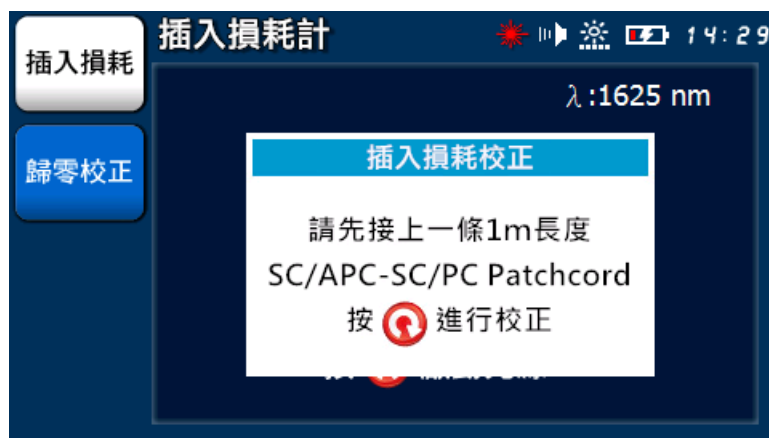 插入損耗
插入損耗計
14:29
歸零校正
λ:1625 nm
插入損耗校正
請先接上一條1m長度
SC/APC-SC/PC Patchcord
按 進行校正